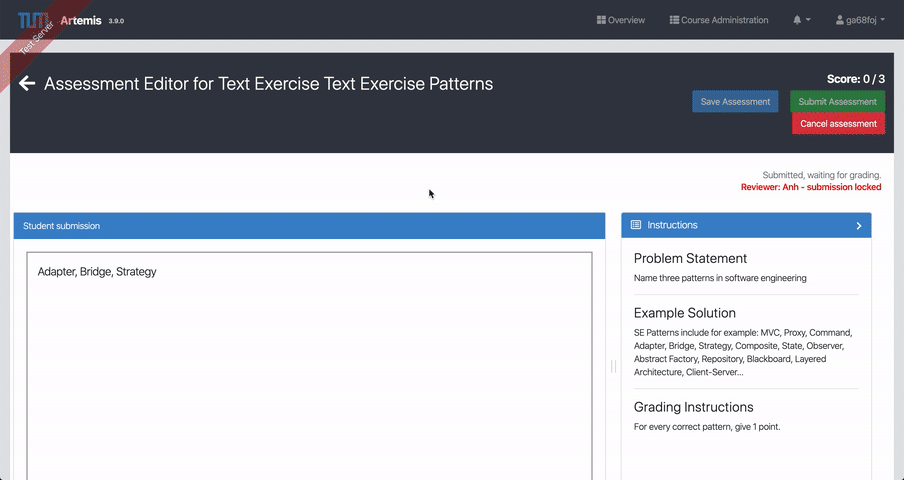 TUM Artemis 3.9.0
Overview
Course Administration
ga68foj
Test Server
Assessment Editor for Text Exercise Text Exercise Patterns
Score: 0 / 3
Save Assessment
Submit Assessment
Cancel assessment
Submitted, waiting for grading.
Reviewer: Anh - submission locked
Student submission
Adapter, Bridge, Strategy
Instructions
Problem Statement
Name three patterns in software engineering
Example Solution
SE Patterns include for example: MVC, Proxy, Command,
Adapter, Bridge, Strategy, Composite, State, Observer,
Abstract Factory, Repository, Blackboard, Layered
Architecture, Client-Server...
Grading Instructions
For every correct pattern, give 1 point.